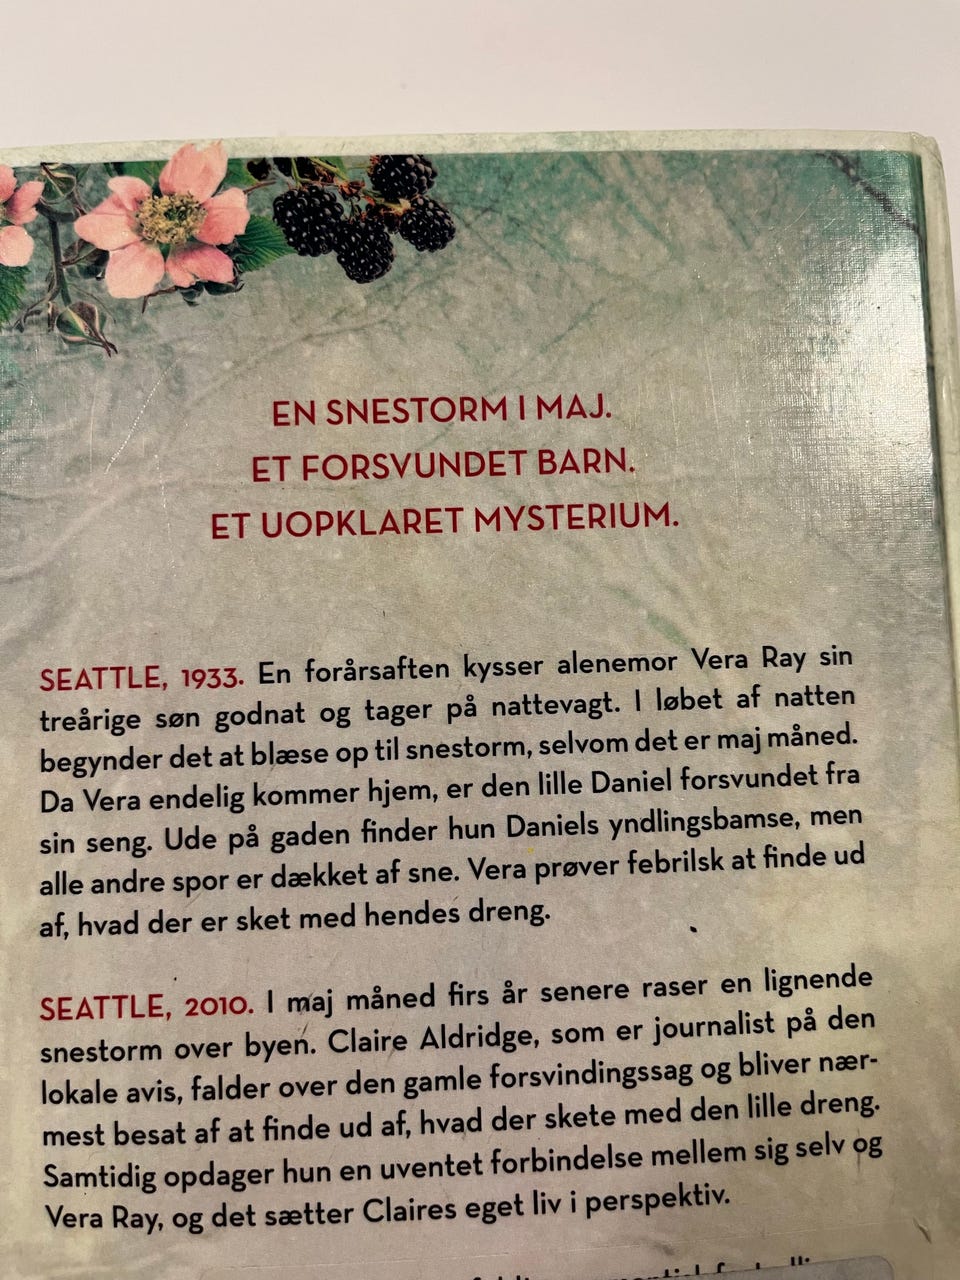 EN SNESTORM I MAJ.
ET FORSVUNDET BARN.
ET UOPKLARET MYSTERIUM.
SEATTLE, 1933. En forårsaften kysser alenemor Vera Ray sin
treårige søn godnat og tager på nattevagt. I løbet af natten
begynder det at blæse op til snestorm, selvom det er maj måned.
Da Vera endelig kommer hjem, er den lille Daniel forsvundet fra
sin seng. Ude på gaden finder hun Daniels yndlingsbamse, men
alle andre spor er dækket af sne. Vera prøver febrilsk at finde ud
af, hvad der er sket med hendes dreng.
SEATTLE, 2010. I maj måned firs år senere raser en lignende
snestorm over byen. Claire Aldridge, som er journalist på den
lokale avis, falder over den gamle forsvindingssag og bliver nær-
mest besat af at finde ud af, hvad der skete med den lille dreng.
Samtidig opdager hun en uventet forbindelse mellem sig selv og
Vera Ray, og det sætter Claires eget liv i perspektiv.